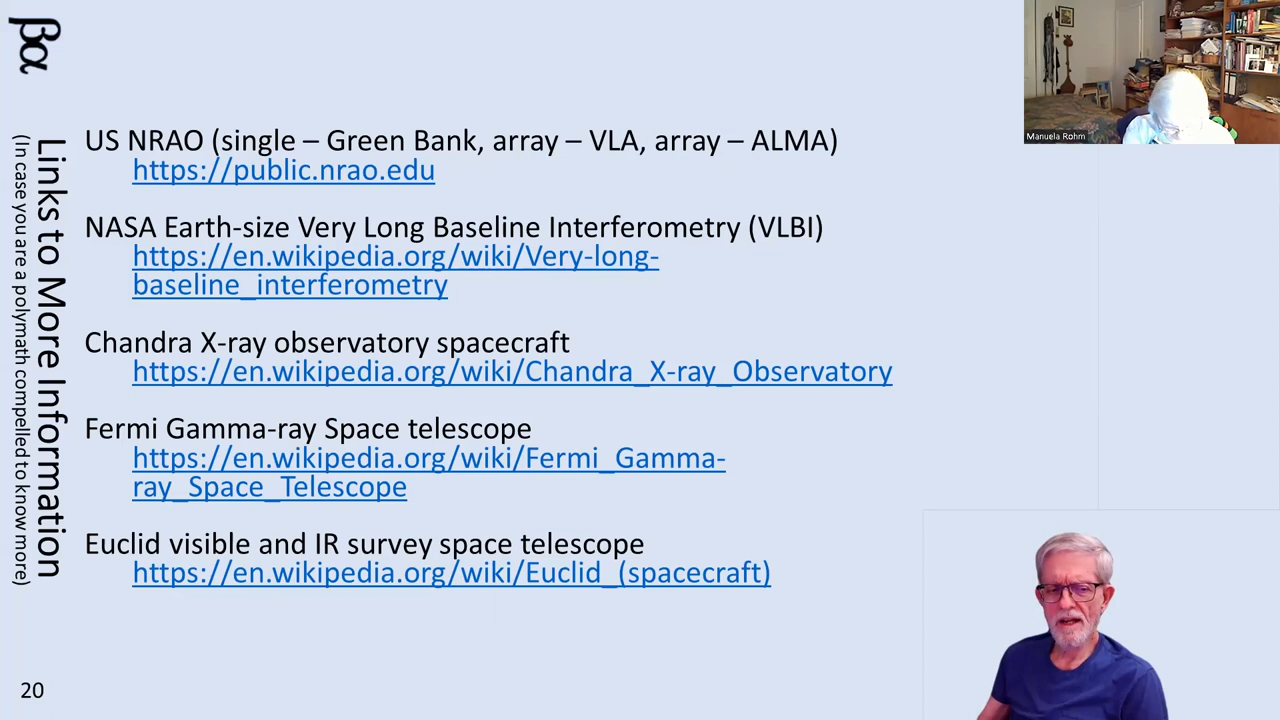 βα
Links to More Information
(In case you are a polymath compelled to know more)
US NRAO (single – Green Bank, array – VLA, array – ALMA)
https://public.nrao.edu
NASA Earth-size Very Long Baseline Interferometry (VLBI)
https://en.wikipedia.org/wiki/Very-long-
baseline_interferometry
Chandra X-ray observatory spacecraft
https://en.wikipedia.org/wiki/Chandra_X-ray_Observatory
Fermi Gamma-ray Space telescope
https://en.wikipedia.org/wiki/Fermi_Gamma-
ray_Space_Telescope
Euclid visible and IR survey space telescope
https://en.wikipedia.org/wiki/Euclid_(spacecraft)
20
Manuela Rohm